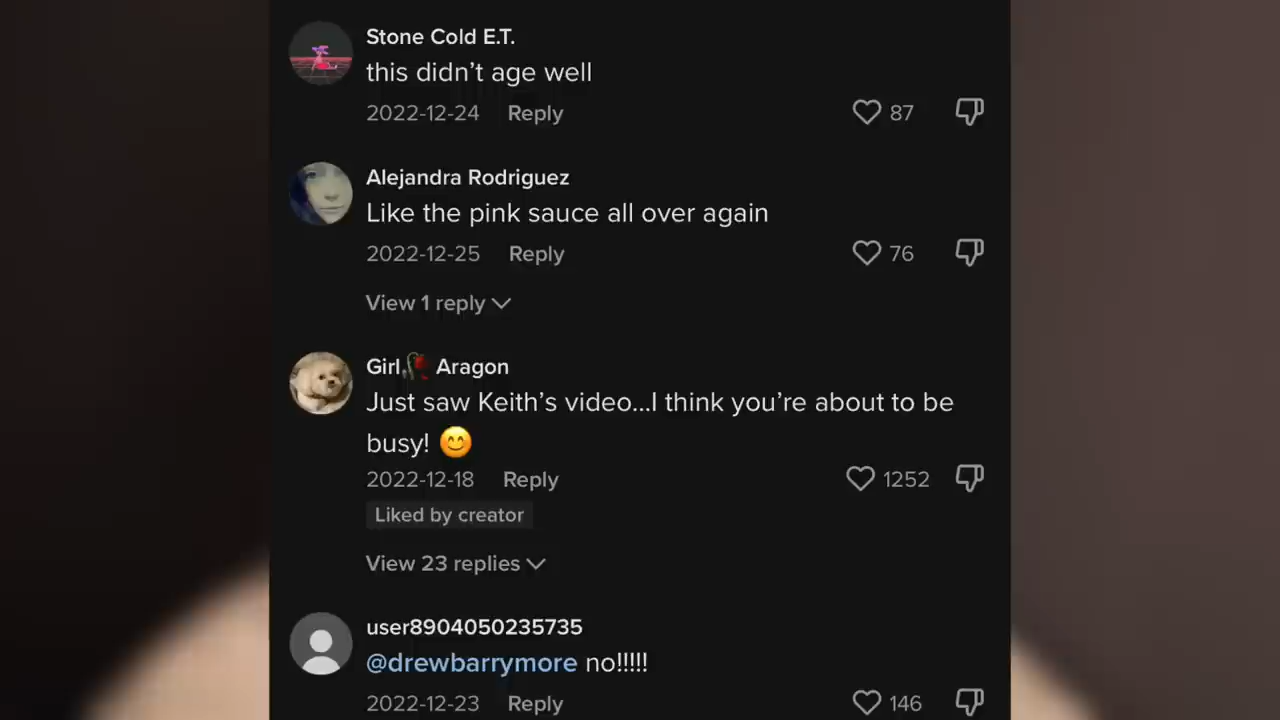 Stone Cold E.T.
this didn’t age well
2022-12-24 Reply 87
Alejandra Rodriguez
Like the pink sauce all over again
2022-12-25 Reply 76
View 1 reply
Girl🥀 Aragon
Just saw Keith’s video...I think you’re about to be
busy! 😊
2022-12-18 Reply 1252
Liked by creator
View 23 replies
user8904050235735
@drewbarrymore no!!!!!
2022-12-23 Reply 146